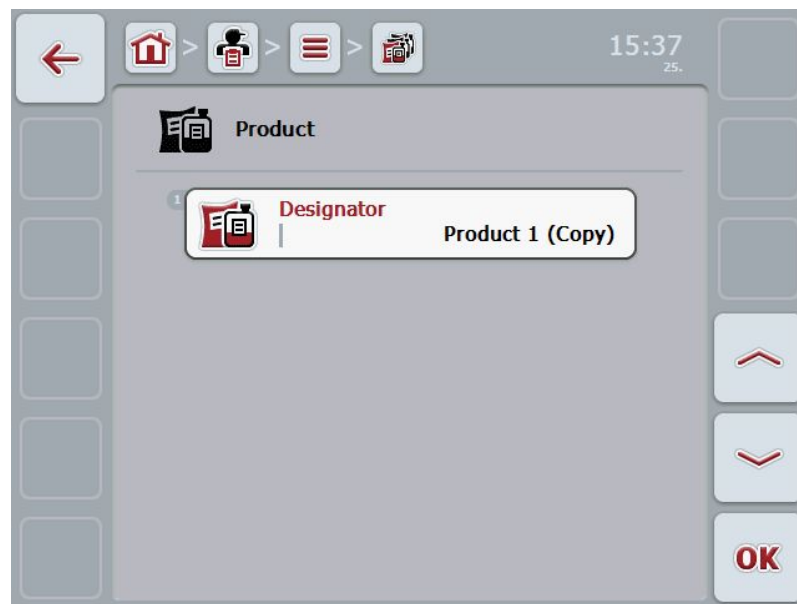 > > >
15:37
25.
Product
1
Designator
Product 1 (Copy)
OK